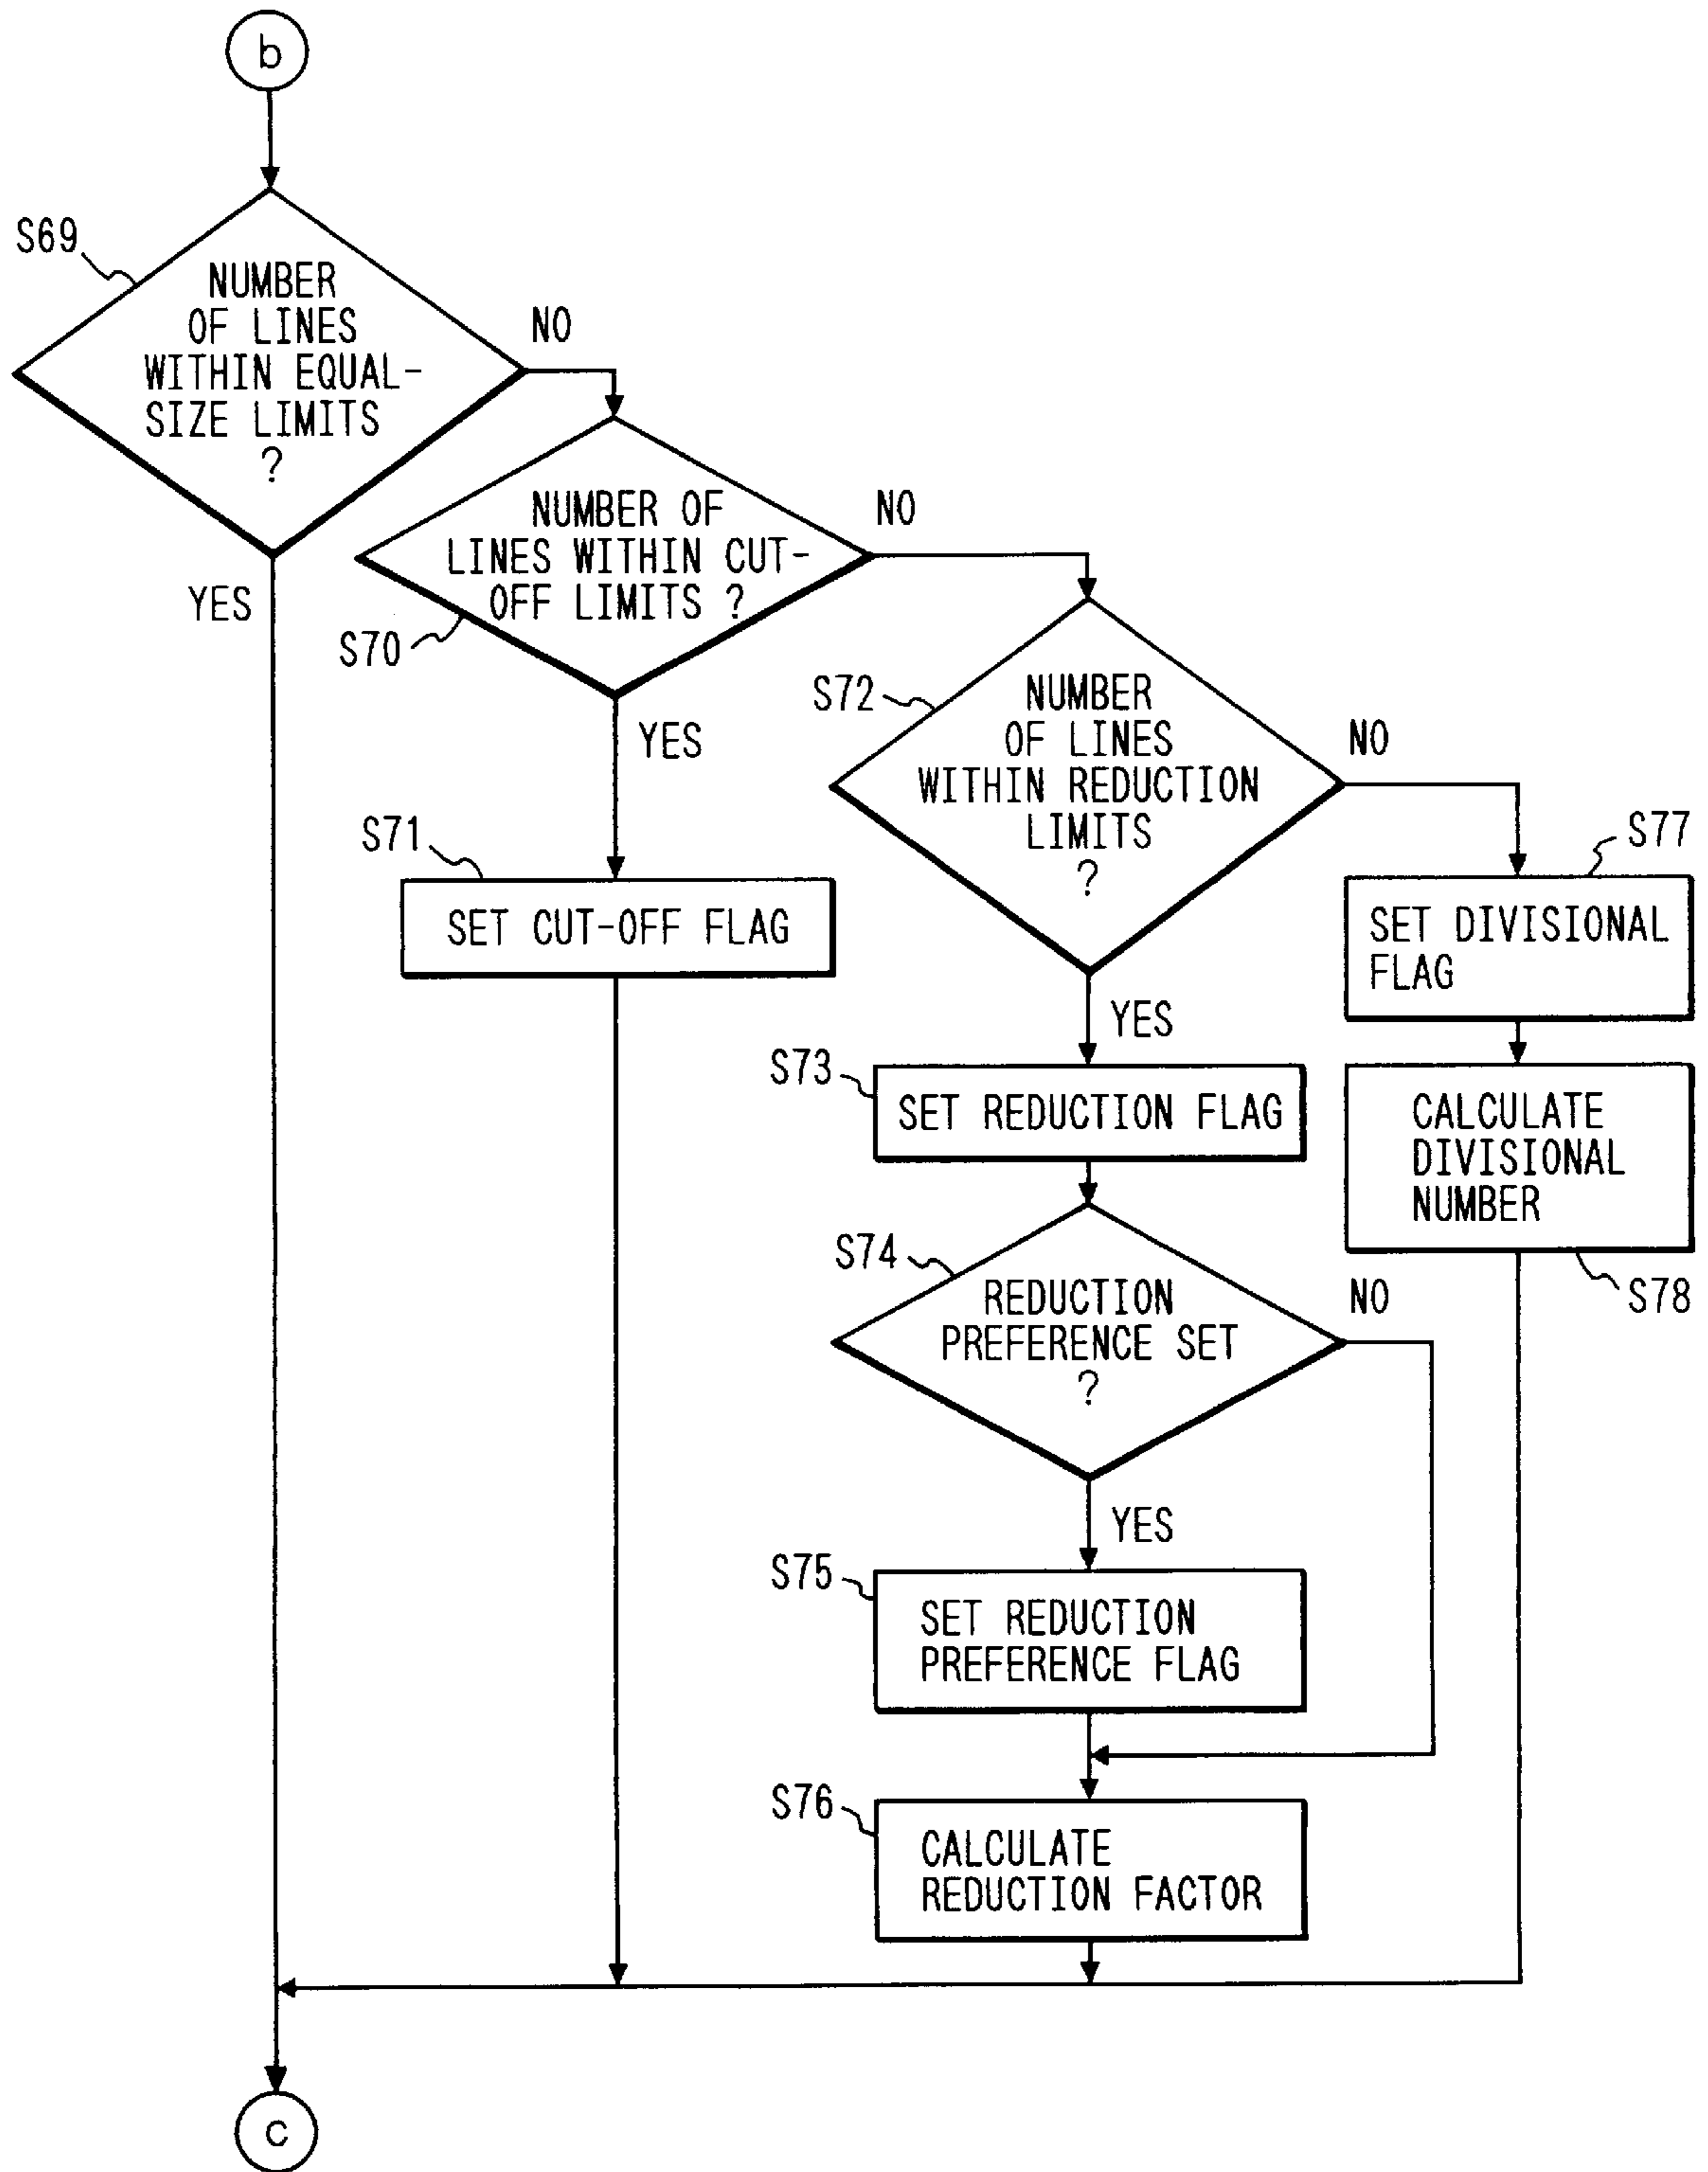 b
S69
NUMBER
OF LINES
WITHIN EQUAL-
SIZE LIMITS
?
NO
YES
NUMBER OF
LINES WITHIN CUT-
OFF LIMITS ?
S70
NO
YES
S71
SET CUT-OFF FLAG
S72
NUMBER
OF LINES
WITHIN REDUCTION
LIMITS
?
NO
YES
S77
SET DIVISIONAL
FLAG
S73
SET REDUCTION FLAG
CALCULATE
DIVISIONAL
NUMBER
S78
S74
REDUCTION
PREFERENCE SET
?
NO
YES
S75
SET REDUCTION
PREFERENCE FLAG
S76
CALCULATE
REDUCTION FACTOR
c